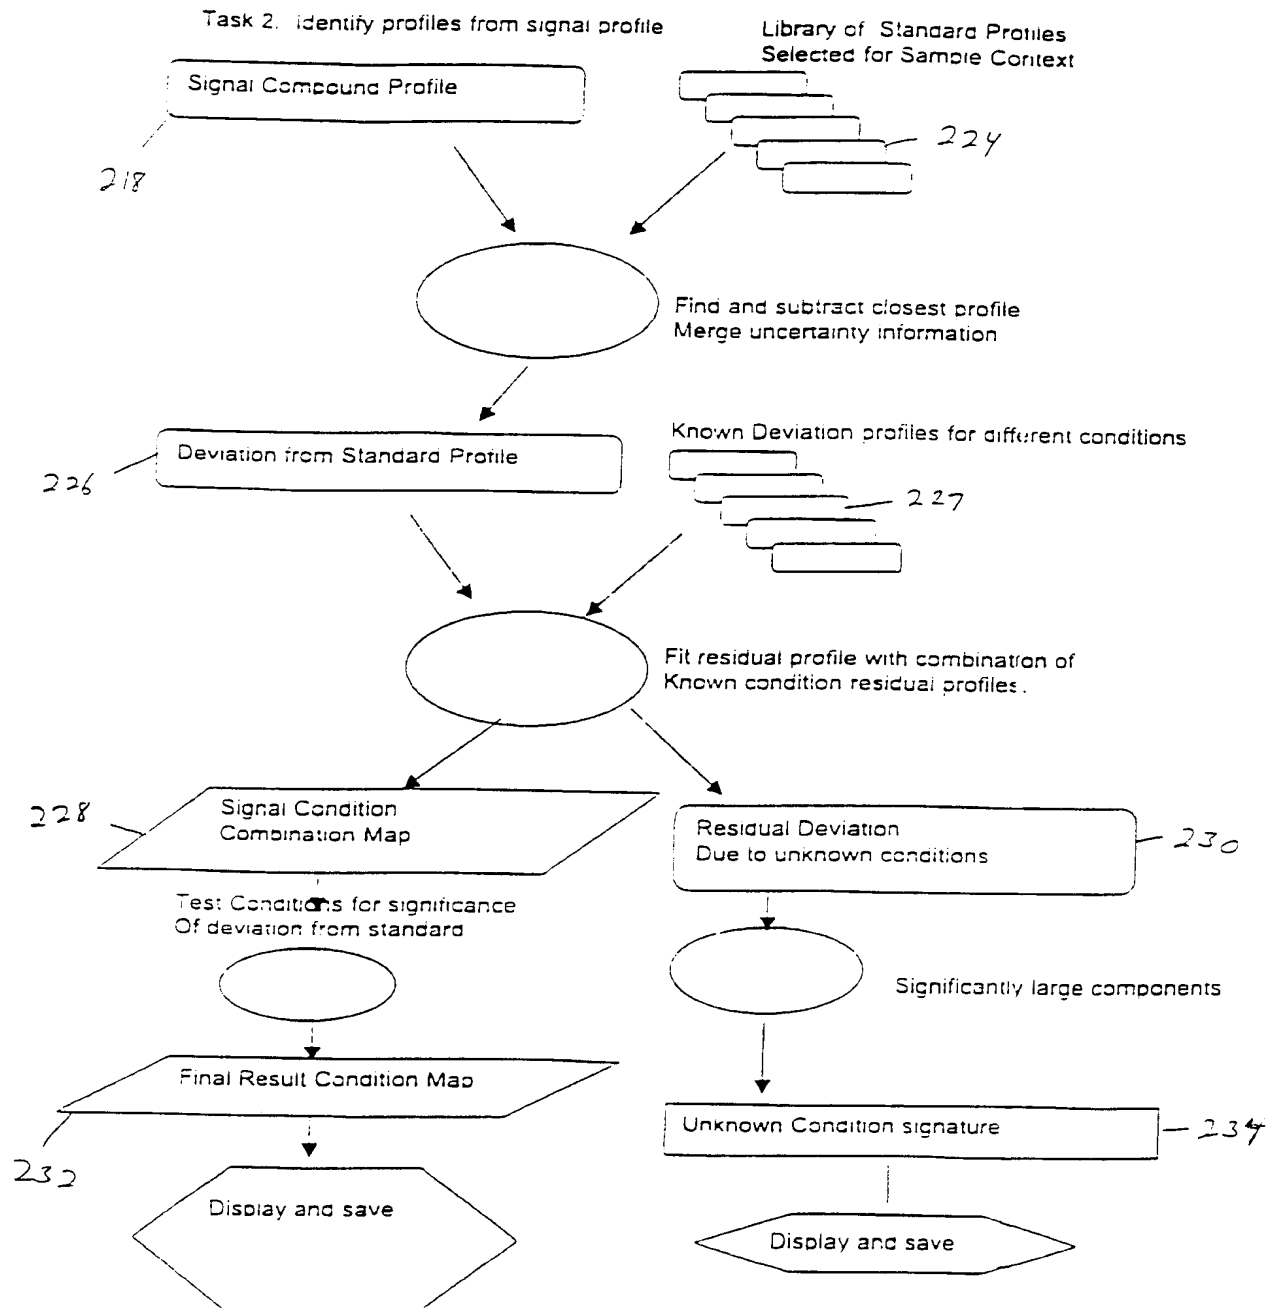 Task 2. Identify profiles from signal profile
Library of Standard Profiles
Selected for Sample Context
Signal Compound Profile
224
218
Find and subtract closest profile
Merge uncertainty information
Known Deviation profiles for different conditions
Deviation from Standard Profile
226
227
Fit residual profile with combination of
Known condition residual profiles.
228
Signal Condition
Combination Map
Residual Deviation
Due to unknown conditions
230
Test Conditions for significance
Of deviation from standard
Significantly large components
Final Result Condition Map
232
Unknown Condition signature
234
Display and save
Display and save